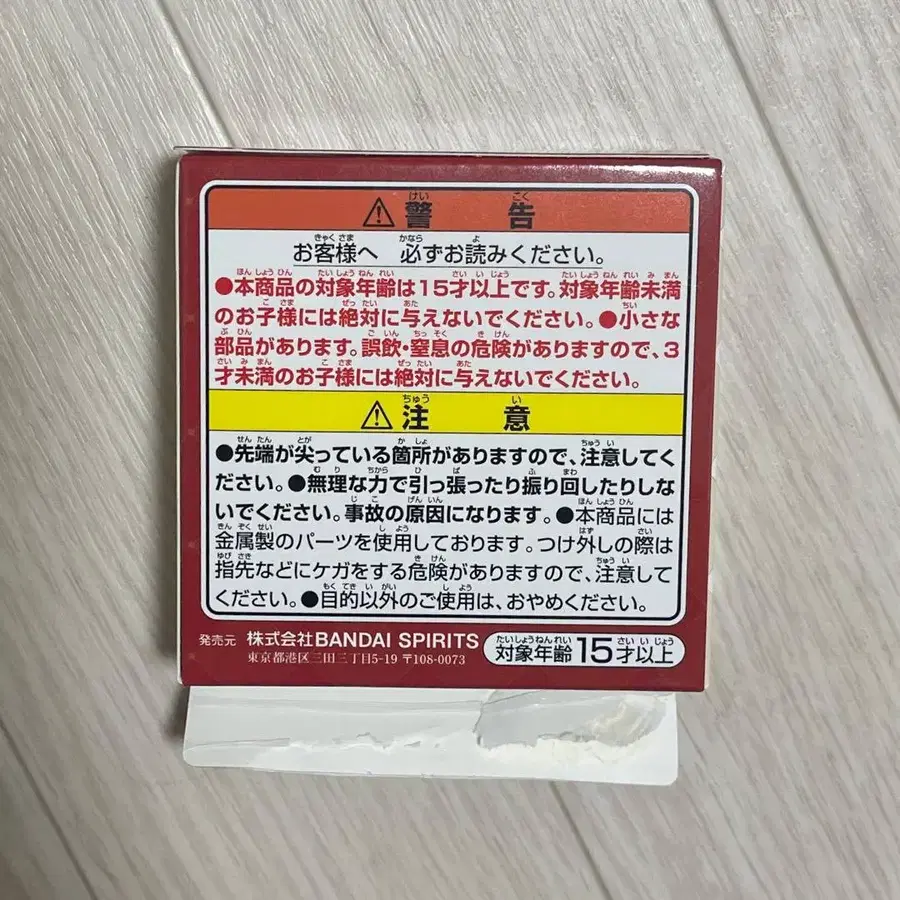 ⚠警告
お客様へ 必ずお読みください。
●本商品の対象年齢は15才以上です。対象年齢未満
のお子様には絶対に与えないでください。●小さな
部品があります。誤飲・窒息の危険がありますので、3
才未満のお子様には絶対に与えないでください。
⚠注意
●先端が尖っている箇所がありますので、注意してく
ださい。●無理な力で引っ張ったり振り回したりしな
いでください。事故の原因になります。●本商品には
金属製のパーツを使用しております。つけ外しの際は
指先などにケガをする危険がありますので、注意して
ください。●目的以外のご使用は、おやめください。
発売元 株式会社BANDAI SPIRITS
東京都港区三田三丁目5-19 〒108-0073
対象年齢 15才以上